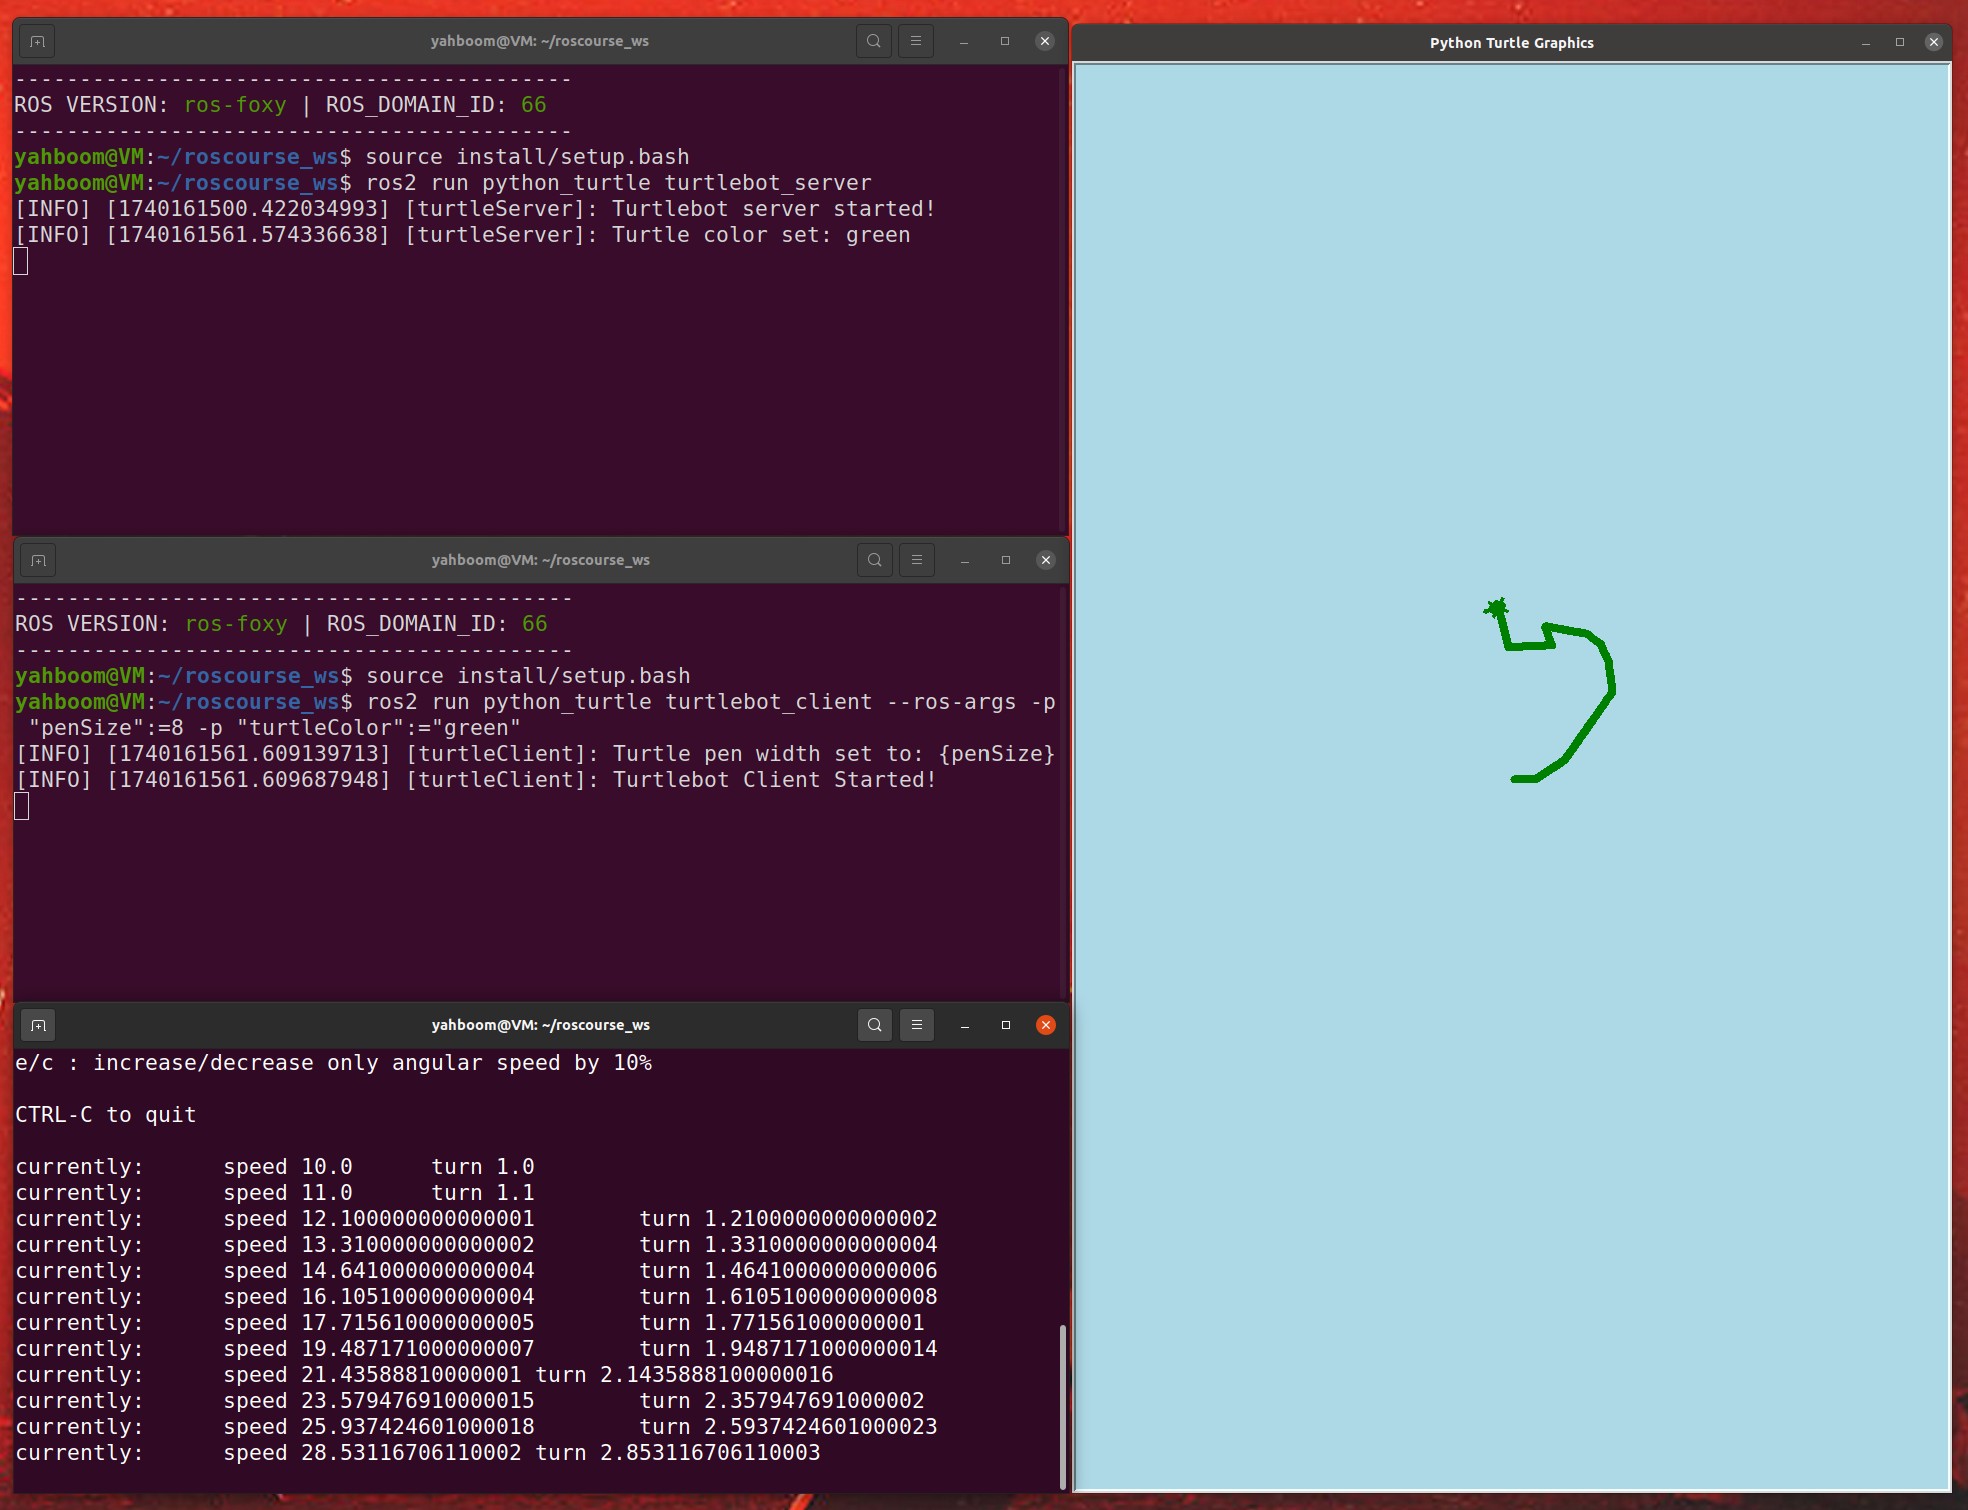 yahboom@VM: ~/roscourse_ws
-------------------------------------------
ROS VERSION: ros-foxy | ROS_DOMAIN_ID: 66
-------------------------------------------
yahboom@VM:~/roscourse_ws$ source install/setup.bash
yahboom@VM:~/roscourse_ws$ ros2 run python_turtle turtlebot_server
[INFO] [1740161500.422034993] [turtleServer]: Turtlebot server started!
[INFO] [1740161561.574336638] [turtleServer]: Turtle color set: green
yahboom@VM: ~/roscourse_ws
-------------------------------------------
ROS VERSION: ros-foxy | ROS_DOMAIN_ID: 66
-------------------------------------------
yahboom@VM:~/roscourse_ws$ source install/setup.bash
yahboom@VM:~/roscourse_ws$ ros2 run python_turtle turtlebot_client --ros-args -p
 "penSize":=8 -p "turtleColor":="green"
[INFO] [1740161561.609139713] [turtleClient]: Turtle pen width set to: {penSize}
[INFO] [1740161561.609687948] [turtleClient]: Turtlebot Client Started!
yahboom@VM: ~/roscourse_ws
e/c : increase/decrease only angular speed by 10%
CTRL-C to quit
currently:      speed 10.0      turn 1.0
currently:      speed 11.0      turn 1.1
currently:      speed 12.100000000000001        turn 1.2100000000000002
currently:      speed 13.310000000000002        turn 1.3310000000000004
currently:      speed 14.641000000000004        turn 1.4641000000000006
currently:      speed 16.105100000000004        turn 1.6105100000000008
currently:      speed 17.715610000000005        turn 1.771561000000001
currently:      speed 19.487171000000007        turn 1.9487171000000014
currently:      speed 21.43588810000001 turn 2.1435888100000016
currently:      speed 23.579476910000015        turn 2.357947691000002
currently:      speed 25.937424601000018        turn 2.5937424601000023
currently:      speed 28.53116706110002 turn 2.853116706110003
Python Turtle Graphics